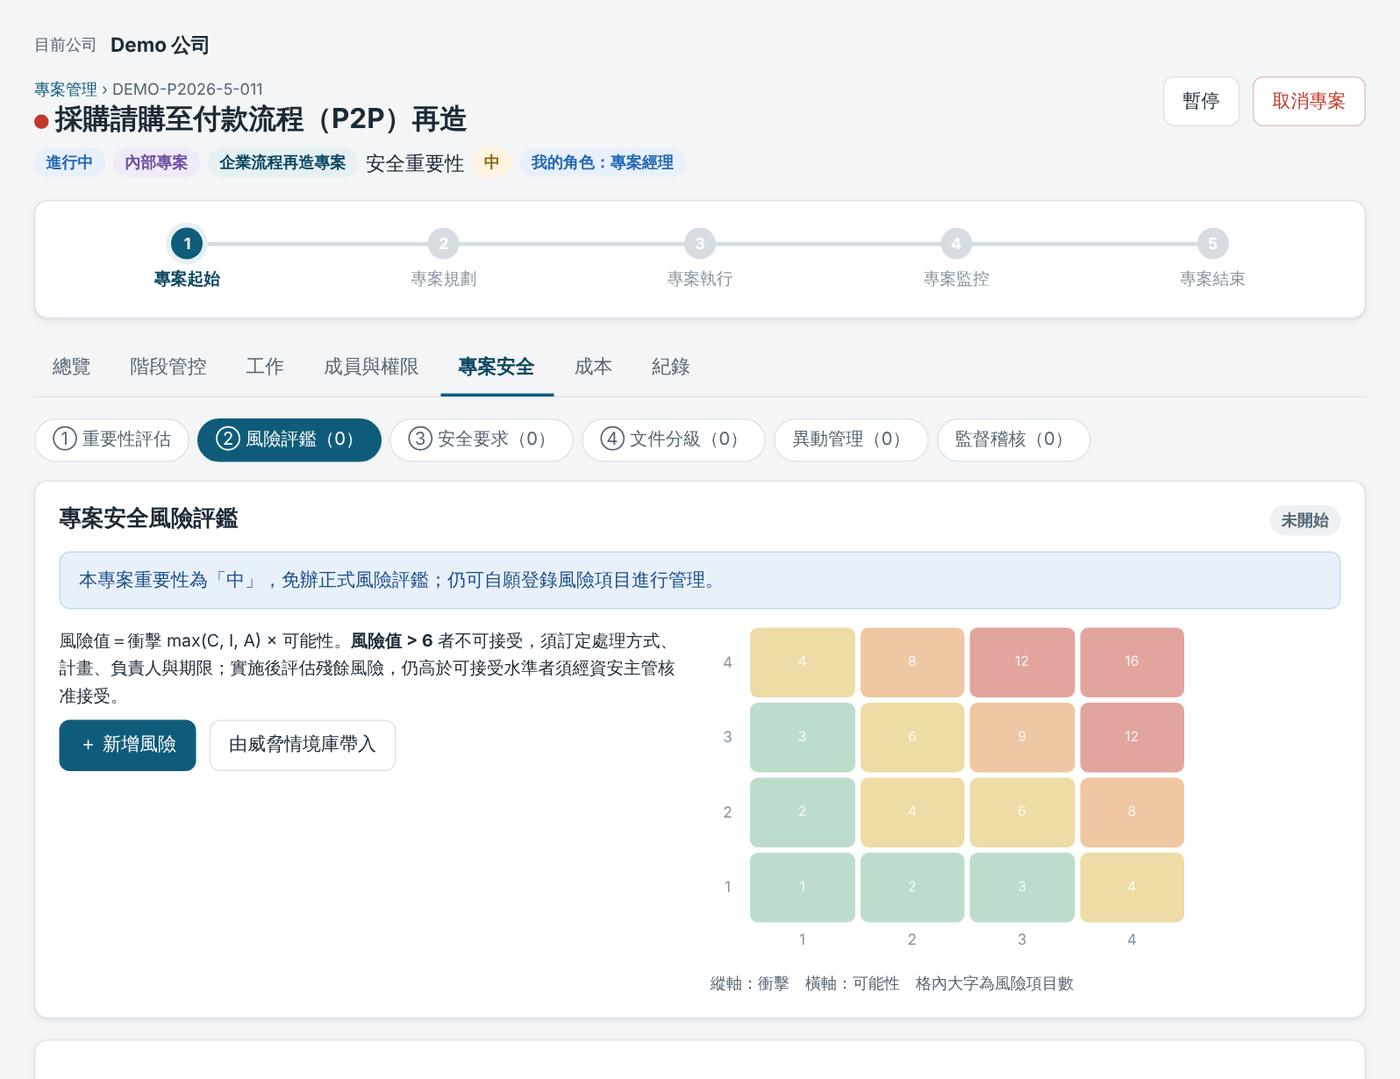 目前公司 Demo 公司
專案管理 › DEMO-P2026-5-011
採購請購至付款流程（P2P）再造
暫停
取消專案
進行中 內部專案 企業流程再造專案 安全重要性 中 我的角色：專案經理
1 2 3 4 5
專案起始 專案規劃 專案執行 專案監控 專案結束
總覽 階段管控 工作 成員與權限 專案安全 成本 紀錄
① 重要性評估 ② 風險評鑑（0） ③ 安全要求（0） ④ 文件分級（0） 異動管理（0） 監督稽核（0）
專案安全風險評鑑
未開始
本專案重要性為「中」，免辦正式風險評鑑；仍可自願登錄風險項目進行管理。
風險值＝衝擊 max(C, I, A) × 可能性。風險值 > 6 者不可接受，須訂定處理方式、
計畫、負責人與期限；實施後評估殘餘風險，仍高於可接受水準者須經資安主管核
准接受。
＋ 新增風險 由威脅情境庫帶入
4 4 8 12 16
3 3 6 9 12
2 2 4 6 8
1 1 2 3 4
1 2 3 4
縱軸：衝擊　橫軸：可能性　格內大字為風險項目數